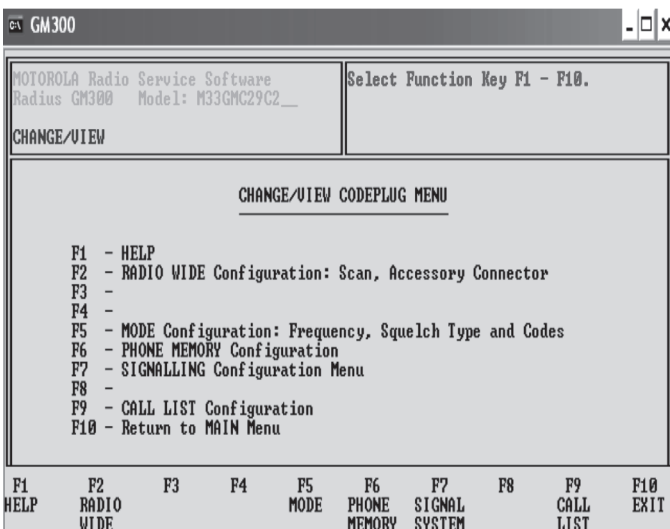 GM300
MOTOROLA Radio Service Software
Radius GM300 Model: M33GMC29C2__
CHANGE/VIEW
Select Function Key F1 - F10.
CHANGE/VIEW CODEPLUG MENU
F1 - HELP
F2 - RADIO WIDE Configuration: Scan, Accessory Connector
F3 -
F4 -
F5 - MODE Configuration: Frequency, Squelch Type and Codes
F6 - PHONE MEMORY Configuration
F7 - SIGNALLING Configuration Menu
F8 -
F9 - CALL LIST Configuration
F10 - Return to MAIN Menu
F1 F2 F3 F4 F5 F6 F7 F8 F9 F10
HELP RADIO MODE PHONE SIGNAL CALL EXIT
WIDE MEMORY SYSTEM LIST